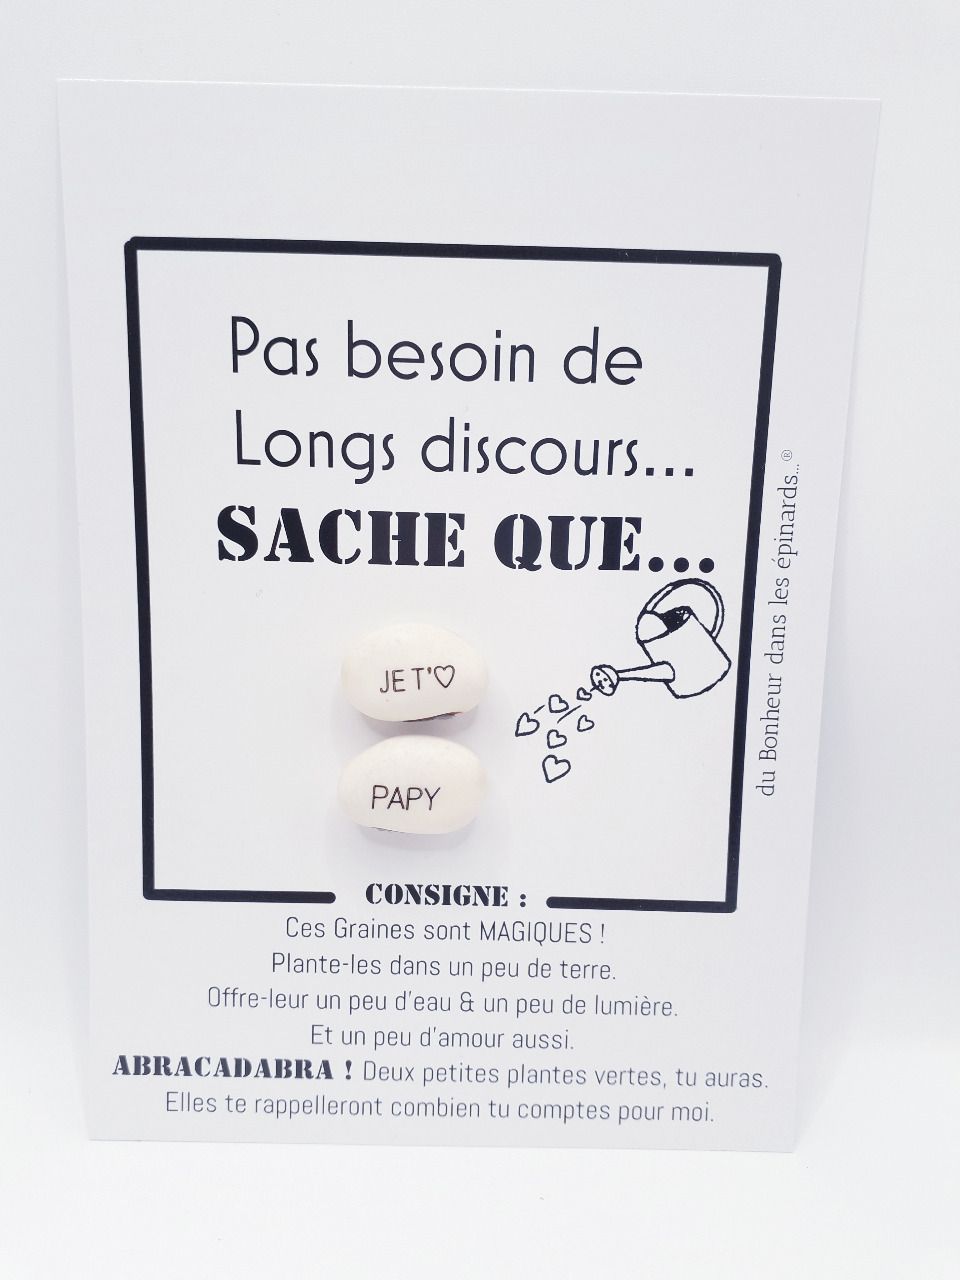 Pas besoin de
Longs discours...
SACHE QUE...
JE T'♡
PAPY
du Bonheur dans les épinards...®
CONSIGNE :
Ces Graines sont MAGIQUES !
Plante-les dans un peu de terre.
Offre-leur un peu d'eau & un peu de lumière.
Et un peu d'amour aussi.
ABRACADABRA ! Deux petites plantes vertes, tu auras.
Elles te rappelleront combien tu comptes pour moi.